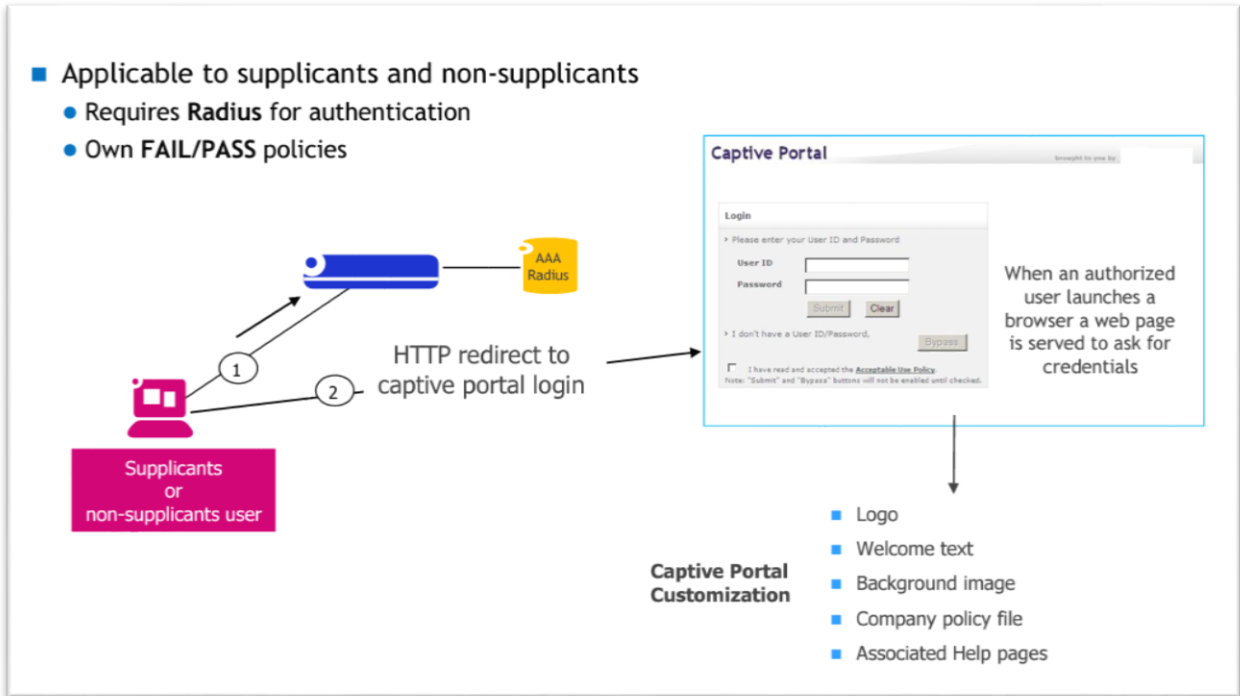 Applicable to supplicants and non-supplicants
Requires Radius for authentication
Own FAIL/PASS policies
Captive Portal
brought to you by
Login
Please enter your User ID and Password
User ID
Password
Submit
Clear
I don't have a User ID/Password,
Bypass
I have read and accepted the Acceptable Use Policy.
Note: "Submit" and "Bypass" buttons will not be enabled until checked.
When an authorized
user launches a
browser a web page
is served to ask for
credentials
AAA
Radius
1
2
HTTP redirect to
captive portal login
Supplicants
or
non-supplicants user
Captive Portal
Customization
Logo
Welcome text
Background image
Company policy file
Associated Help pages